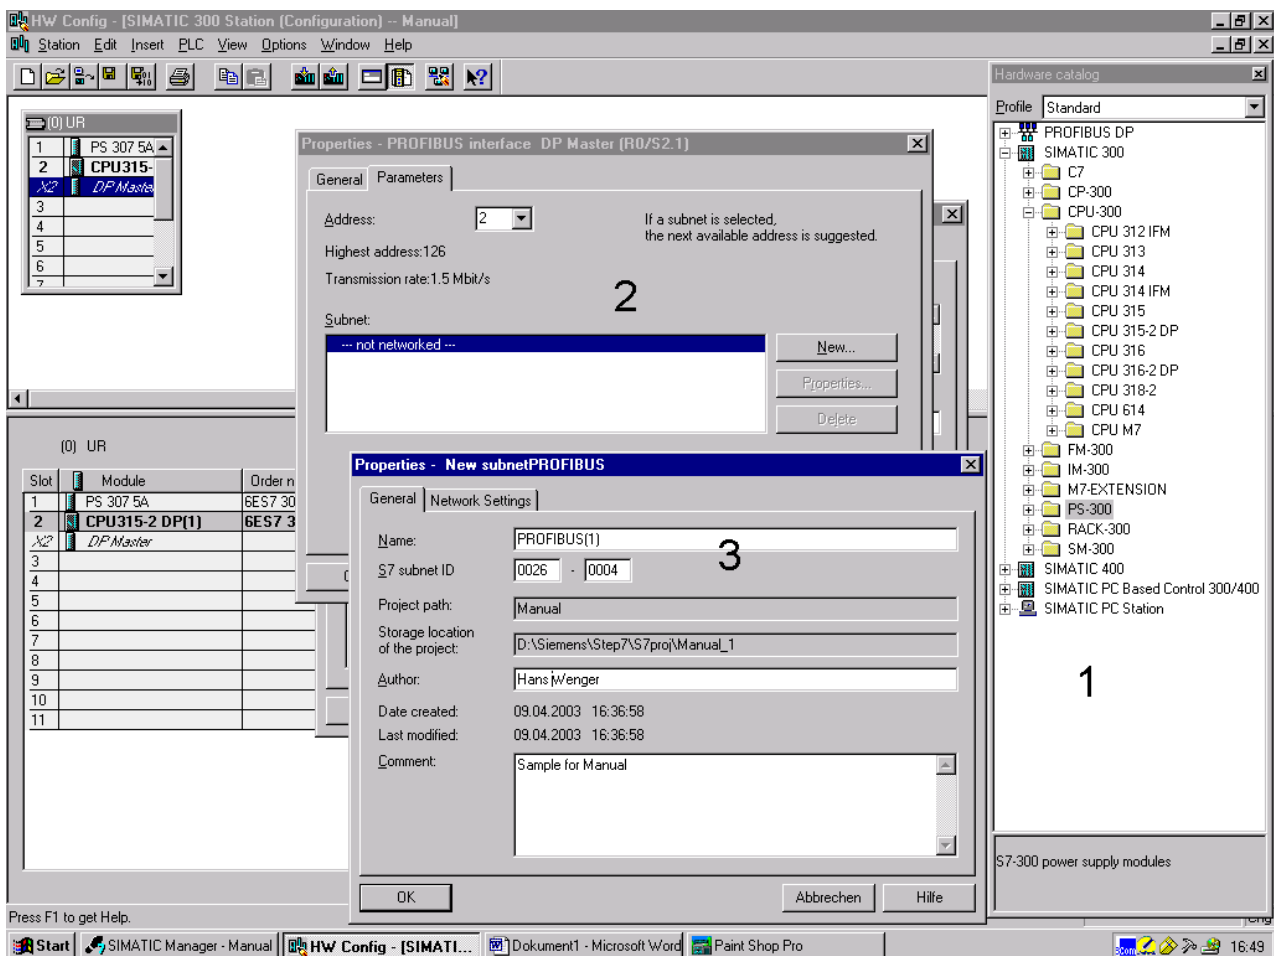 HW Config - [SIMATIC 300 Station (Configuration) -- Manual]
Station Edit Insert PLC View Options Window Help
(0) UR
1 PS 307 5A
2 CPU315-
X2 DP Master
3
4
5
6
7
Properties - PROFIBUS interface DP Master (R0/S2.1)
General Parameters
Address: 2
If a subnet is selected,
the next available address is suggested.
Highest address:126
Transmission rate:1.5 Mbit/s
2
Subnet:
--- not networked ---
New...
Properties...
Delete
(0) UR
Slot Module Order n
1 PS 307 5A 6ES7 30
2 CPU315-2 DP(1) 6ES7 3
X2 DP Master
3
4
5
6
7
8
9
10
11
Properties - New subnetPROFIBUS
General Network Settings
Name: PROFIBUS(1)
3
S7 subnet ID 0026 - 0004
Project path: Manual
Storage location
of the project: D:\Siemens\Step7\S7proj\Manual_1
Author: Hans Wenger
Date created: 09.04.2003 16:36:58
Last modified: 09.04.2003 16:36:58
Comment: Sample for Manual
OK Abbrechen Hilfe
Hardware catalog
Profile Standard
PROFIBUS DP
SIMATIC 300
C7
CP-300
CPU-300
CPU 312 IFM
CPU 313
CPU 314
CPU 314 IFM
CPU 315
CPU 315-2 DP
CPU 316
CPU 316-2 DP
CPU 318-2
CPU 614
CPU M7
FM-300
IM-300
M7-EXTENSION
PS-300
RACK-300
SM-300
SIMATIC 400
SIMATIC PC Based Control 300/400
SIMATIC PC Station
1
S7-300 power supply modules
Press F1 to get Help.
Start SIMATIC Manager - Manual HW Config - [SIMATI... Dokument1 - Microsoft Word Paint Shop Pro 16:49